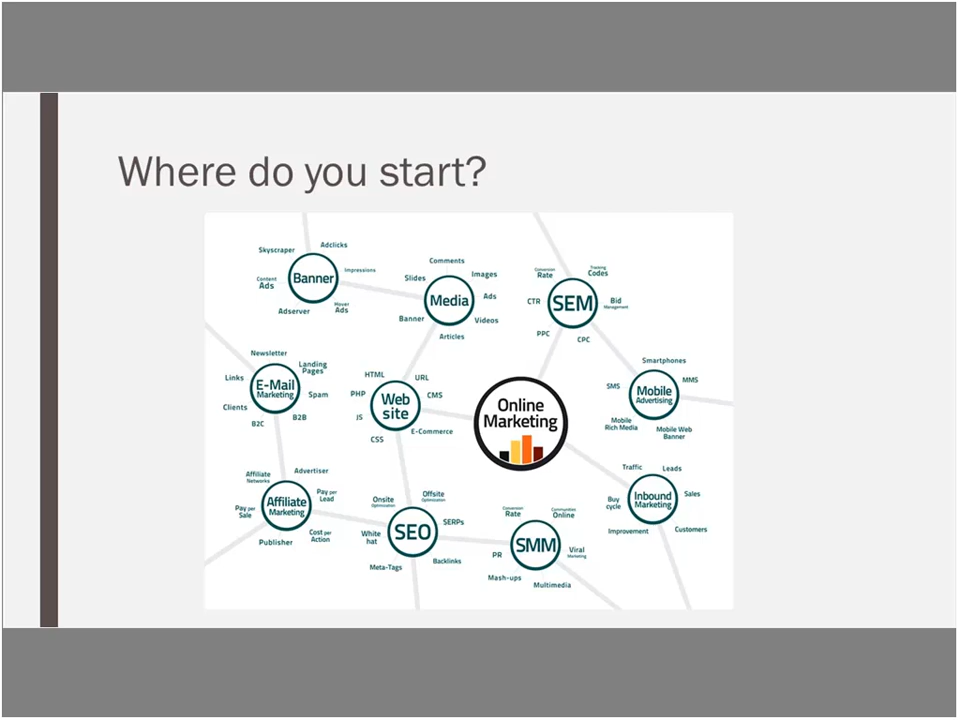 Where do you start?
Skyscraper
Adclicks
Content
Ads
Banner
Impressions
Adserver
Hover
Ads
Comments
Slides
Images
Media
Ads
Banner
Videos
Articles
Conversion
Rate
Tracking
Codes
CTR
SEM
Bid
Management
PPC
CPC
Newsletter
Landing
Pages
Links
E-Mail
Marketing
Spam
Clients
B2B
B2C
HTML
URL
PHP
Web
site
CMS
JS
E-Commerce
CSS
Online
Marketing
Smartphones
SMS
MMS
Mobile
Advertising
Mobile
Rich Media
Mobile Web
Banner
Affiliate
Networks
Advertiser
Pay per
Lead
Affiliate
Marketing
Pay per
Sale
Cost per
Action
Publisher
Onsite
Optimization
Offsite
Optimization
SERPs
White
hat
SEO
Backlinks
Meta-Tags
Conversion
Rate
Communities
Online
SMM
PR
Viral
Marketing
Mash-ups
Multimedia
Traffic
Leads
Buy
cycle
Inbound
Marketing
Sales
Improvement
Customers